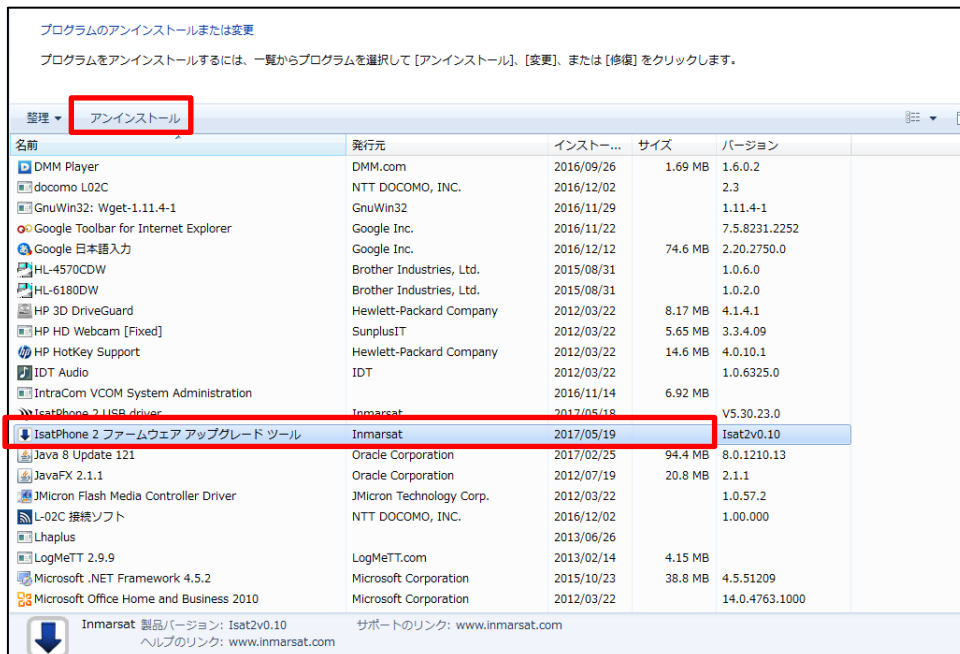 プログラムのアンインストールまたは変更
プログラムをアンインストールするには、一覧からプログラムを選択して [アンインストール]、[変更]、または [修復] をクリックします。
整理 アンインストール
名前 発行元 インストー... サイズ バージョン
DMM Player DMM.com 2016/09/26 1.69 MB 1.6.0.2
docomo L02C NTT DOCOMO, INC. 2016/12/02 2.3
GnuWin32: Wget-1.11.4-1 GnuWin32 2016/11/29 1.11.4-1
Google Toolbar for Internet Explorer Google Inc. 2016/11/22 7.5.8231.2252
Google 日本語入力 Google Inc. 2016/12/12 74.6 MB 2.20.2750.0
HL-4570CDW Brother Industries, Ltd. 2015/08/31 1.0.6.0
HL-6180DW Brother Industries, Ltd. 2015/08/31 1.0.2.0
HP 3D DriveGuard Hewlett-Packard Company 2012/03/22 8.17 MB 4.1.4.1
HP HD Webcam [Fixed] SunplusIT 2012/03/22 5.65 MB 3.3.4.09
HP HotKey Support Hewlett-Packard Company 2012/03/22 14.6 MB 4.0.10.1
IDT Audio IDT 2012/03/22 1.0.6325.0
IntraCom VCOM System Administration 2016/11/14 6.92 MB
IsatPhone 2 USB driver Inmarsat 2017/05/18 V5.30.23.0
IsatPhone 2 ファームウェア アップグレード ツール Inmarsat 2017/05/19 Isat2v0.10
Java 8 Update 121 Oracle Corporation 2017/02/25 94.4 MB 8.0.1210.13
JavaFX 2.1.1 Oracle Corporation 2012/07/19 20.8 MB 2.1.1
JMicron Flash Media Controller Driver JMicron Technology Corp. 2012/03/22 1.0.57.2
L-02C 接続ソフト NTT DOCOMO, INC. 2016/12/02 1.00.000
Lhaplus 2013/06/26
LogMeTT 2.9.9 LogMeTT.com 2013/02/14 4.15 MB
Microsoft .NET Framework 4.5.2 Microsoft Corporation 2015/10/23 38.8 MB 4.5.51209
Microsoft Office Home and Business 2010 Microsoft Corporation 2012/03/22 14.0.4763.1000
Inmarsat 製品バージョン: Isat2v0.10 サポートのリンク: www.inmarsat.com
ヘルプのリンク: www.inmarsat.com